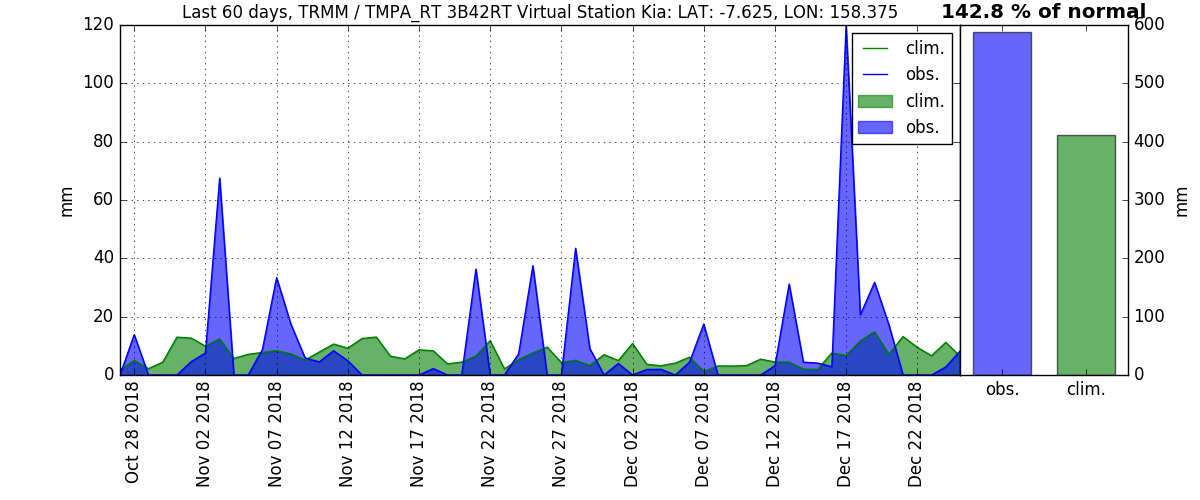 Last 60 days, TRMM / TMPA_RT 3B42RT Virtual Station Kia: LAT: -7.625, LON: 158.375
142.8 % of normal
mm
120
100
80
60
40
20
0
Oct 28 2018
Nov 02 2018
Nov 07 2018
Nov 12 2018
Nov 17 2018
Nov 22 2018
Nov 27 2018
Dec 02 2018
Dec 07 2018
Dec 12 2018
Dec 17 2018
Dec 22 2018
clim.
obs.
clim.
obs.
600
500
400
300
200
100
0
mm
obs.
clim.